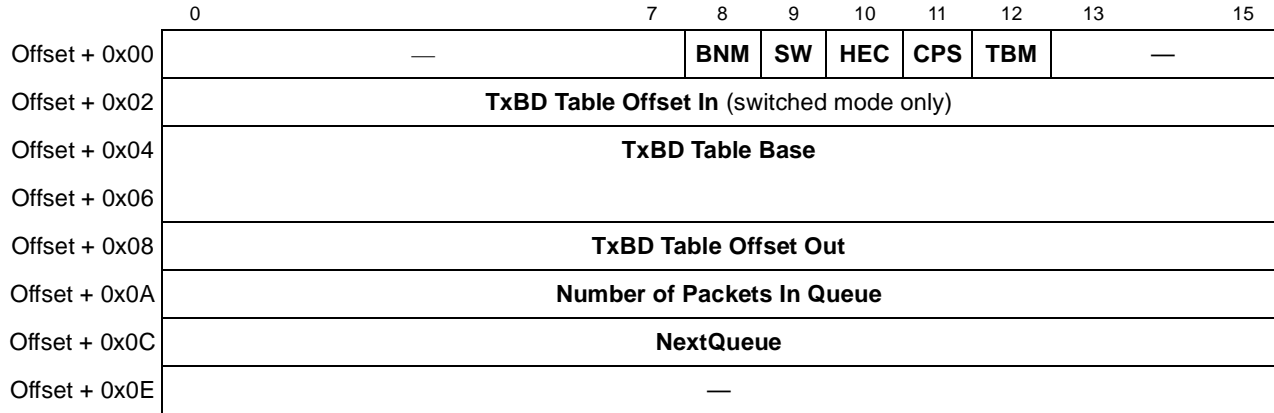 0 7 8 9 10 11 12 13 15
Offset + 0x00 — BNM SW HEC CPS TBM —
Offset + 0x02 TxBD Table Offset In (switched mode only)
Offset + 0x04 TxBD Table Base
Offset + 0x06
Offset + 0x08 TxBD Table Offset Out
Offset + 0x0A Number of Packets In Queue
Offset + 0x0C NextQueue
Offset + 0x0E —